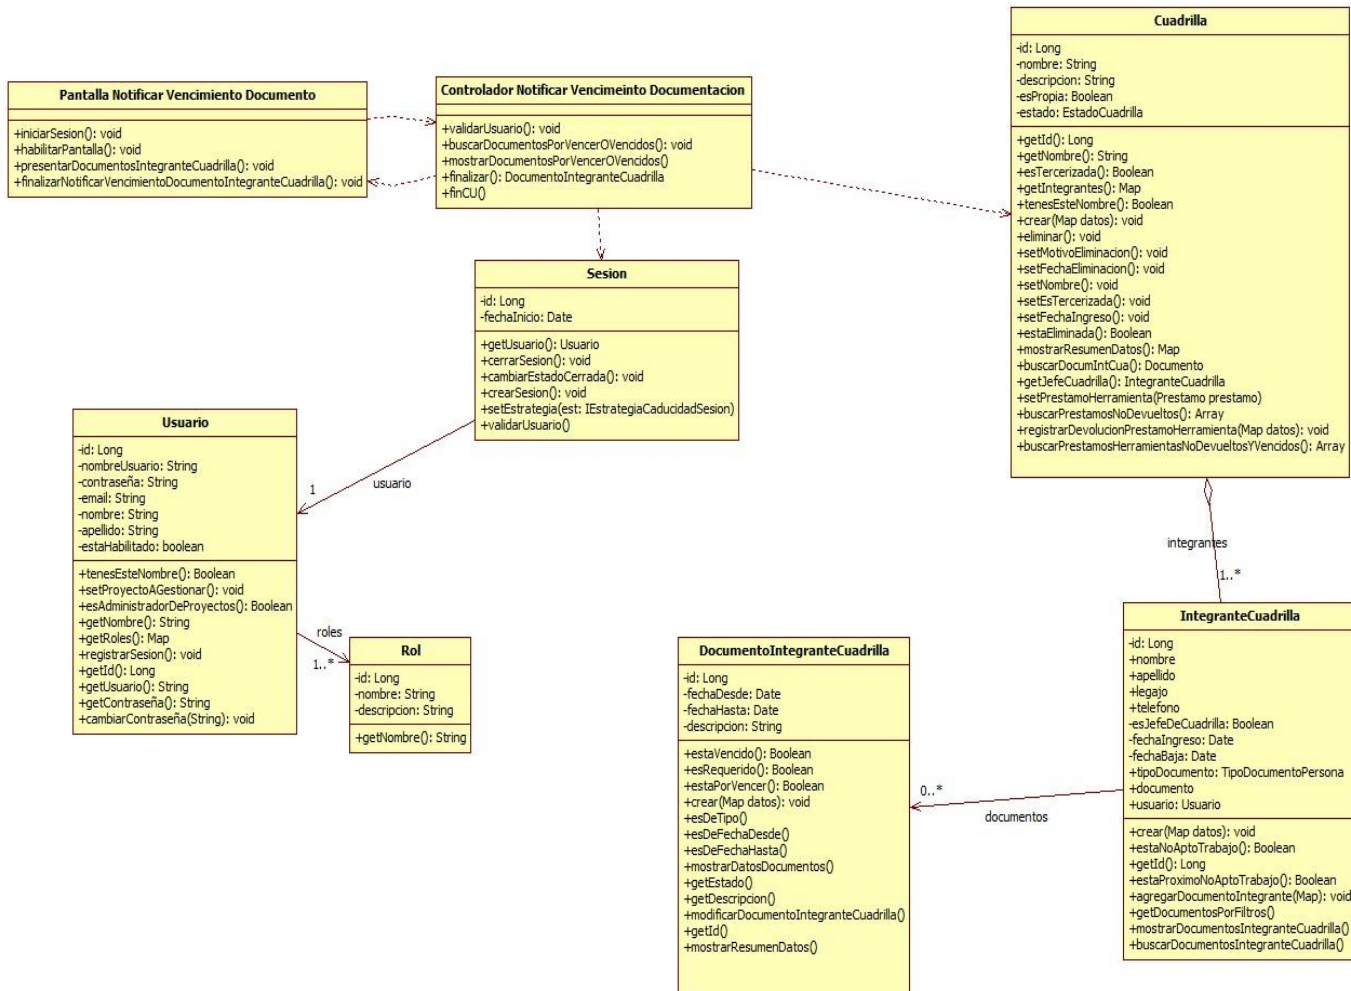 Pantalla Notificar Vencimiento Documento
+iniciarSesion(): void
+habilitarPantalla(): void
+presentarDocumentosIntegranteCuadrilla(): void
+finalizarNotificarVencimientoDocumentoIntegranteCuadrilla(): void
Controlador Notificar Vencimeinto Documentacion
+validarUsuario(): void
+buscarDocumentosPorVencerOVencidos(): void
+mostrarDocumentosPorVencerOVencidos()
+finalizar(): DocumentoIntegranteCuadrilla
+finCU()
Cuadrilla
-id: Long
-nombre: String
-descripcion: String
-esPropia: Boolean
-estado: EstadoCuadrilla
+getId(): Long
+getNombre(): String
+esTercerizada(): Boolean
+getIntegrantes(): Map
+tenesEsteNombre(): Boolean
+crear(Map datos): void
+eliminar(): void
+setMotivoEliminacion(): void
+setFechaEliminacion(): void
+setNombre(): void
+setEsTercerizada(): void
+setFechaIngreso(): void
+estaEliminada(): Boolean
+mostrarResumenDatos(): Map
+buscarDocumIntCua(): Documento
+getJefeCuadrilla(): IntegranteCuadrilla
+setPrestamoHerramienta(Prestamo prestamo)
+buscarPrestamosNoDevueltos(): Array
+registrarDevolucionPrestamoHerramienta(Map datos): void
+buscarPrestamosHerramientasNoDevueltosYVencidos(): Array
Sesion
-id: Long
-fechaInicio: Date
+getUsuario(): Usuario
+cerrarSesion(): void
+cambiarEstadoCerrada(): void
+crearSesion(): void
+setEstrategia(est: IEstrategiaCaducidadSesion)
+validarUsuario()
usuario
1
Usuario
-id: Long
-nombreUsuario: String
-contraseña: String
-email: String
-nombre: String
-apellido: String
-estaHabilitado: boolean
+tenesEsteNombre(): Boolean
+setProyectoAGestionar(): void
+esAdministradorDeProyectos(): Boolean
+getNombre(): String
+getRoles(): Map
+registrarSesion(): void
+getId(): Long
+getUsuario(): String
+getContraseña(): String
+cambiarContraseña(String): void
roles
1..*
Rol
-id: Long
-nombre: String
-descripcion: String
+getNombre(): String
integrantes
1..*
DocumentoIntegranteCuadrilla
-id: Long
-fechaDesde: Date
-fechaHasta: Date
-descripcion: String
+estaVencido(): Boolean
+esRequerido(): Boolean
+estaPorVencer(): Boolean
+crear(Map datos): void
+esDeTipo()
+esDeFechaDesde()
+esDeFechaHasta()
+mostrarDatosDocumentos()
+getEstado()
+getDescripcion()
+modificarDocumentoIntegranteCuadrilla()
+getId()
+mostrarResumenDatos()
0..*
documentos
IntegranteCuadrilla
-id: Long
+nombre
+apellido
+legajo
+telefono
-esJefeDeCuadrilla: Boolean
-fechaIngreso: Date
-fechaBaja: Date
+tipoDocumento: TipoDocumentoPersona
+documento
+usuario: Usuario
+crear(Map datos): void
+estaNoAptoTrabajo(): Boolean
+getId(): Long
+estaProximoNoAptoTrabajo(): Boolean
+agregarDocumentoIntegrante(Map): void
+getDocumentosPorFiltros()
+mostrarDocumentosIntegranteCuadrilla()
+buscarDocumentosIntegranteCuadrilla()